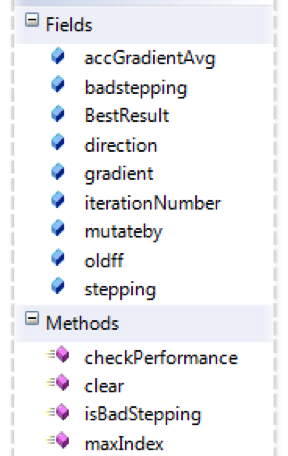 Fields
accGradientAvg
badstepping
BestResult
direction
gradient
iterationNumber
mutateby
oldff
stepping
Methods
checkPerformance
clear
isBadStepping
maxIndex